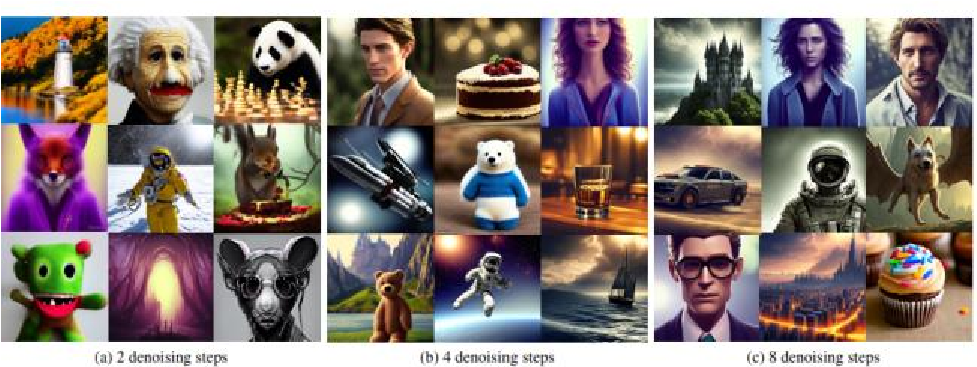 (a) 2 denoising steps
(b) 4 denoising steps
(c) 8 denoising steps